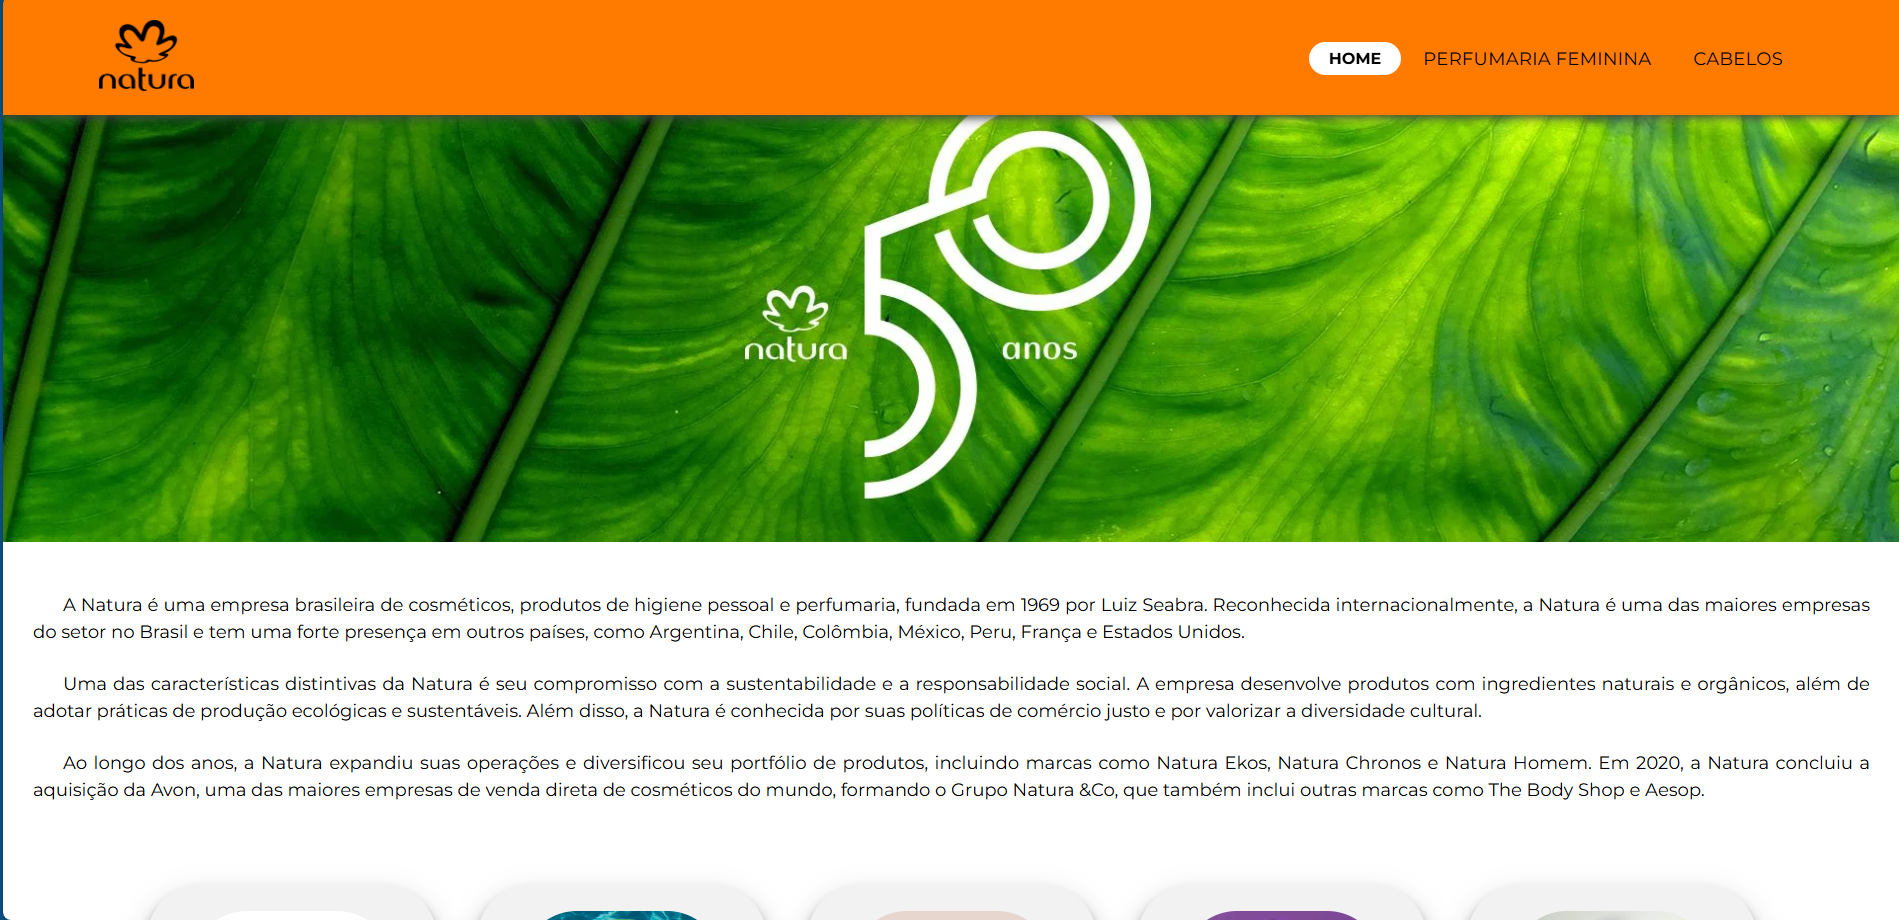 natura
HOME PERFUMARIA FEMININA CABELOS
50
natura anos
A Natura é uma empresa brasileira de cosméticos, produtos de higiene pessoal e perfumaria, fundada em 1969 por Luiz Seabra. Reconhecida internacionalmente, a Natura é uma das maiores empresas
do setor no Brasil e tem uma forte presença em outros países, como Argentina, Chile, Colômbia, México, Peru, França e Estados Unidos.
Uma das características distintivas da Natura é seu compromisso com a sustentabilidade e a responsabilidade social. A empresa desenvolve produtos com ingredientes naturais e orgânicos, além de
adotar práticas de produção ecológicas e sustentáveis. Além disso, a Natura é conhecida por suas políticas de comércio justo e por valorizar a diversidade cultural.
Ao longo dos anos, a Natura expandiu suas operações e diversificou seu portfólio de produtos, incluindo marcas como Natura Ekos, Natura Chronos e Natura Homem. Em 2020, a Natura concluiu a
aquisição da Avon, uma das maiores empresas de venda direta de cosméticos do mundo, formando o Grupo Natura &Co, que também inclui outras marcas como The Body Shop e Aesop.